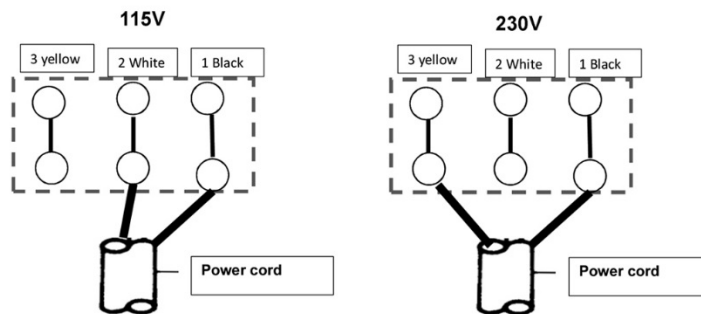 115V
3 yellow
2 White
1 Black
Power cord
230V
3 yellow
2 White
1 Black
Power cord